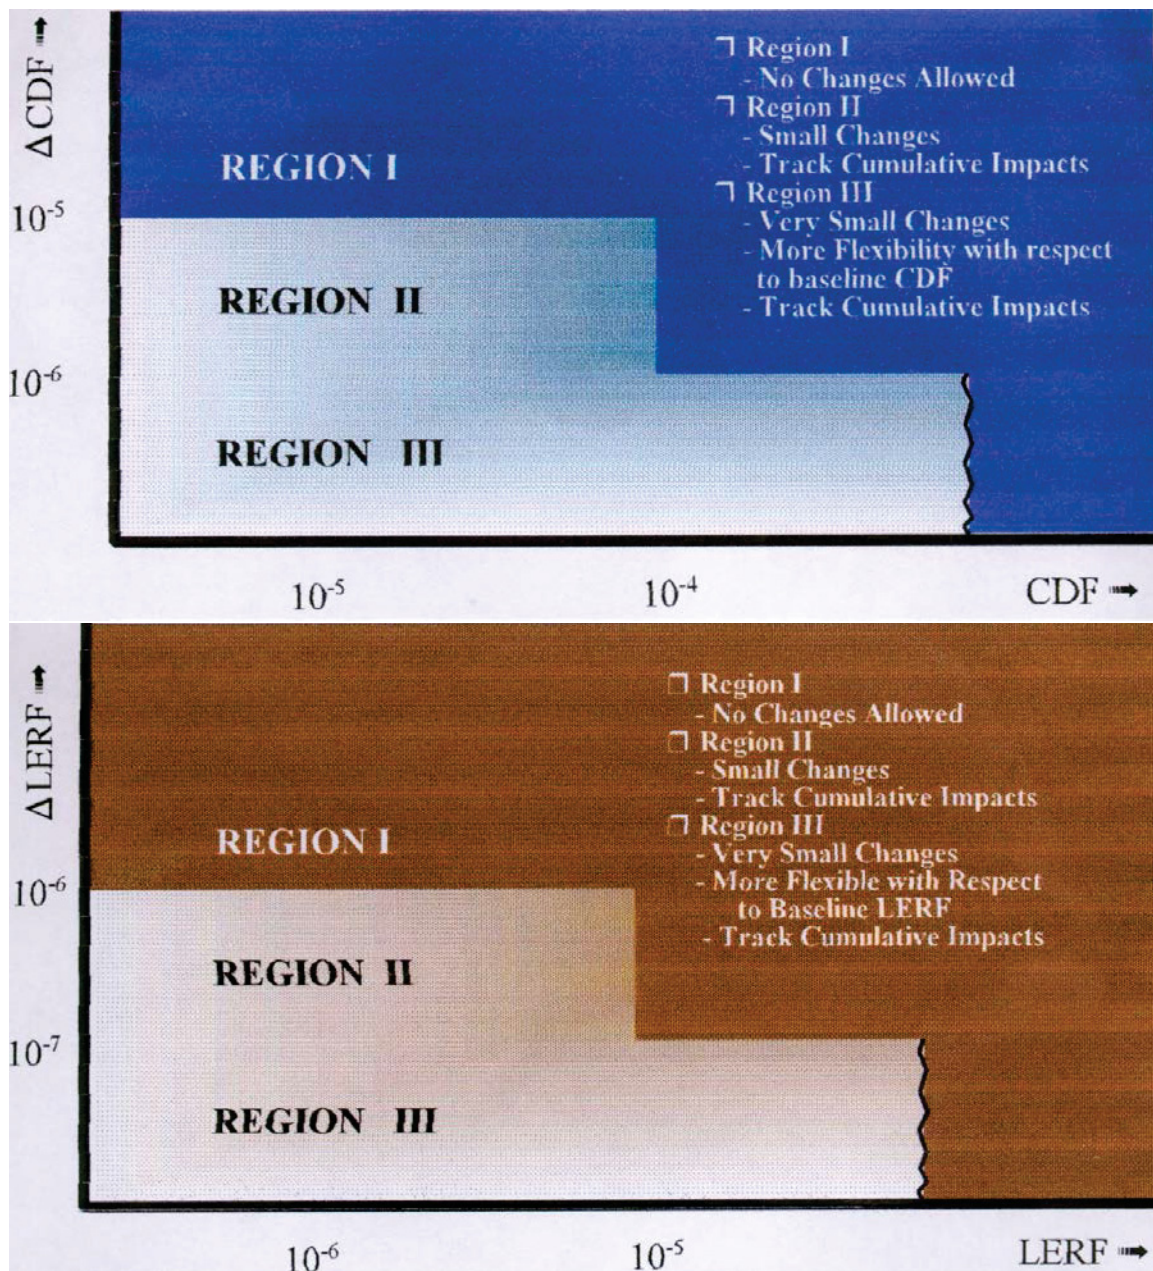 ΔCDF ➟
❒ Region I
- No Changes Allowed
❒ Region II
- Small Changes
- Track Cumulative Impacts
❒ Region III
- Very Small Changes
- More Flexibility with respect
to baseline CDF
- Track Cumulative Impacts
REGION I
10⁻⁵
REGION II
10⁻⁶
REGION III
10⁻⁵ 10⁻⁴ CDF ➟
ΔLERF ➟
❒ Region I
- No Changes Allowed
❒ Region II
- Small Changes
- Track Cumulative Impacts
❒ Region III
- Very Small Changes
- More Flexible with Respect
to Baseline LERF
- Track Cumulative Impacts
REGION I
10⁻⁶
REGION II
10⁻⁷
REGION III
10⁻⁶ 10⁻⁵ LERF ➟